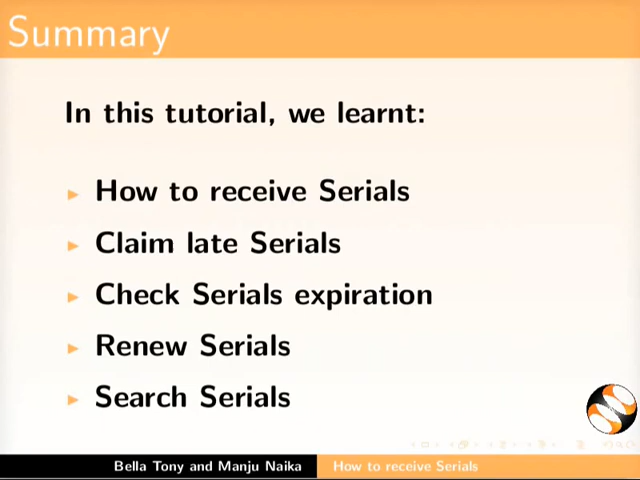 Summary
In this tutorial, we learnt:
How to receive Serials
Claim late Serials
Check Serials expiration
Renew Serials
Search Serials
Bella Tony and Manju Naika
How to receive Serials